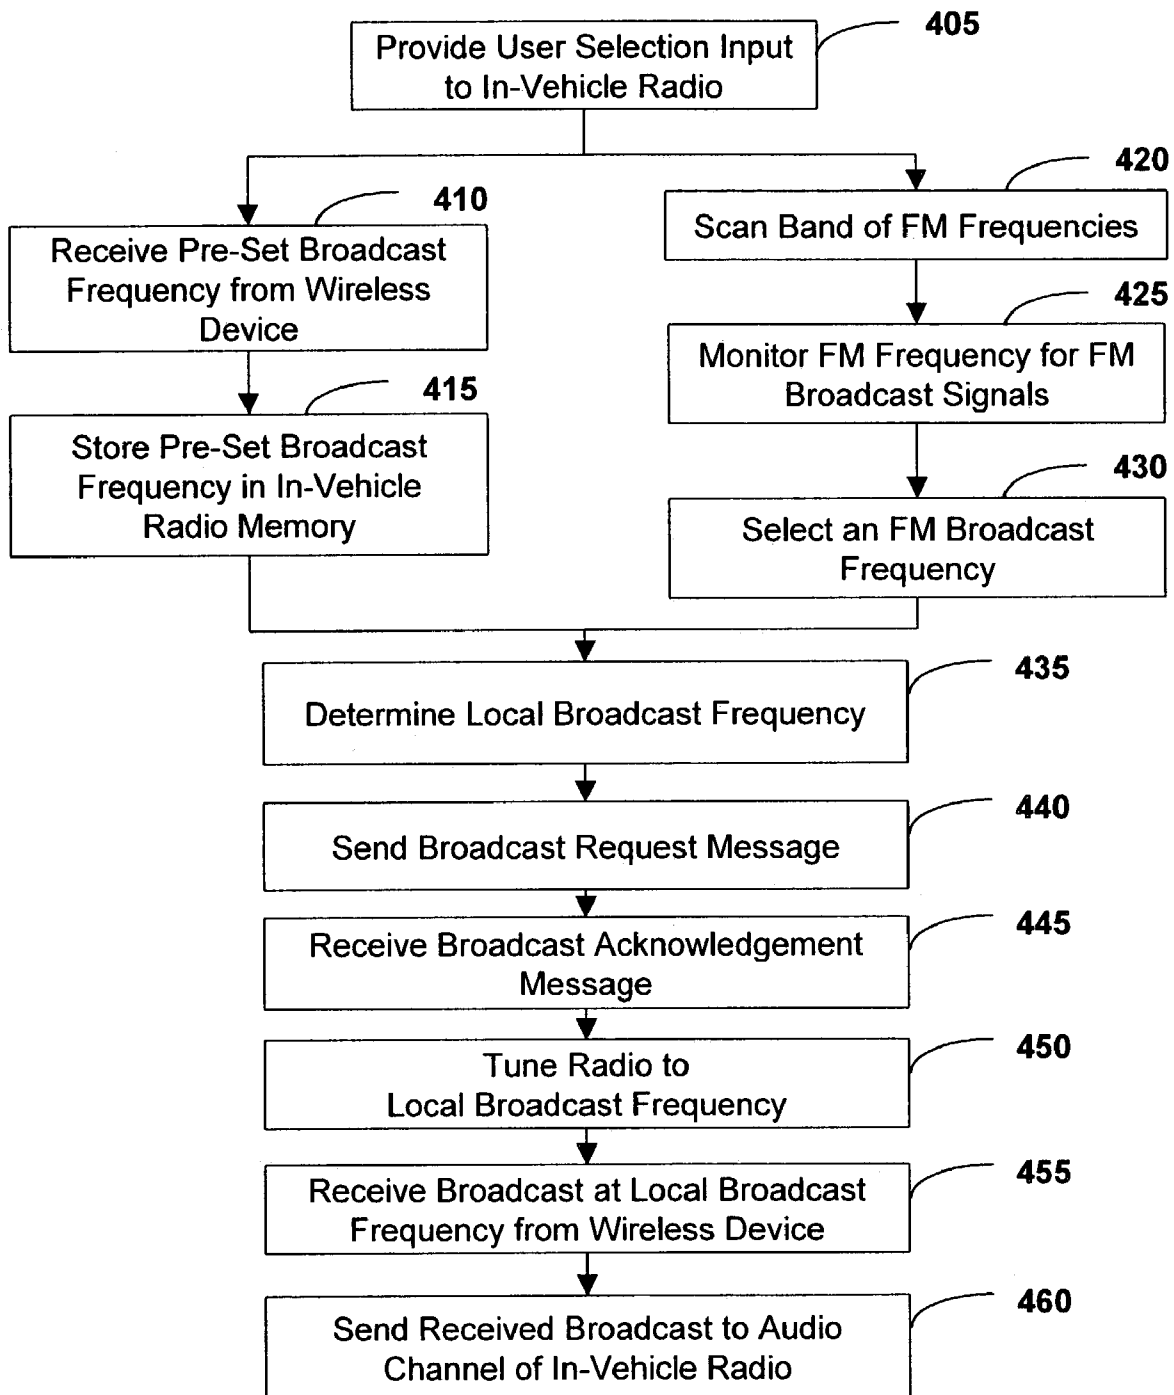 405
Provide User Selection Input
to In-Vehicle Radio
410
Receive Pre-Set Broadcast
Frequency from Wireless
Device
415
Store Pre-Set Broadcast
Frequency in In-Vehicle
Radio Memory
420
Scan Band of FM Frequencies
425
Monitor FM Frequency for FM
Broadcast Signals
430
Select an FM Broadcast
Frequency
435
Determine Local Broadcast Frequency
440
Send Broadcast Request Message
445
Receive Broadcast Acknowledgement
Message
450
Tune Radio to
Local Broadcast Frequency
455
Receive Broadcast at Local Broadcast
Frequency from Wireless Device
460
Send Received Broadcast to Audio
Channel of In-Vehicle Radio